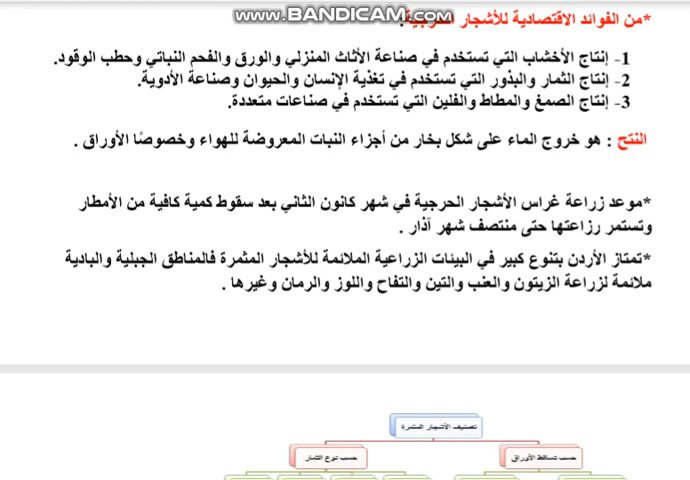 www.BANDICAM.com
*من الفوائد الاقتصادية للأشجار الحرجية:
1- إنتاج الأخشاب التي تستخدم في صناعة الأثاث المنزلي والورق والفحم النباتي وحطب الوقود.
2- إنتاج الثمار والبذور التي تستخدم في تغذية الإنسان والحيوان وصناعة الأدوية.
3- إنتاج الصمغ والمطاط والفلين التي تستخدم في صناعات متعددة.
النتح : هو خروج الماء على شكل بخار من أجزاء النبات المعروضة للهواء وخصوصًا الأوراق .
*موعد زراعة غراس الأشجار الحرجية في شهر كانون الثاني بعد سقوط كمية كافية من الأمطار
وتستمر رزاعتها حتى منتصف شهر آذار .
*تمتاز الأردن بتنوع كبير في البيئات الزراعية الملائمة للأشجار المثمرة فالمناطق الجبلية والبادية
ملائمة لزراعة الزيتون والعنب والتين والتفاح واللوز والرمان وغيرها .
تصنيف الأشجار المثمرة
حسب تساقط الأوراق
حسب نوع الثمار